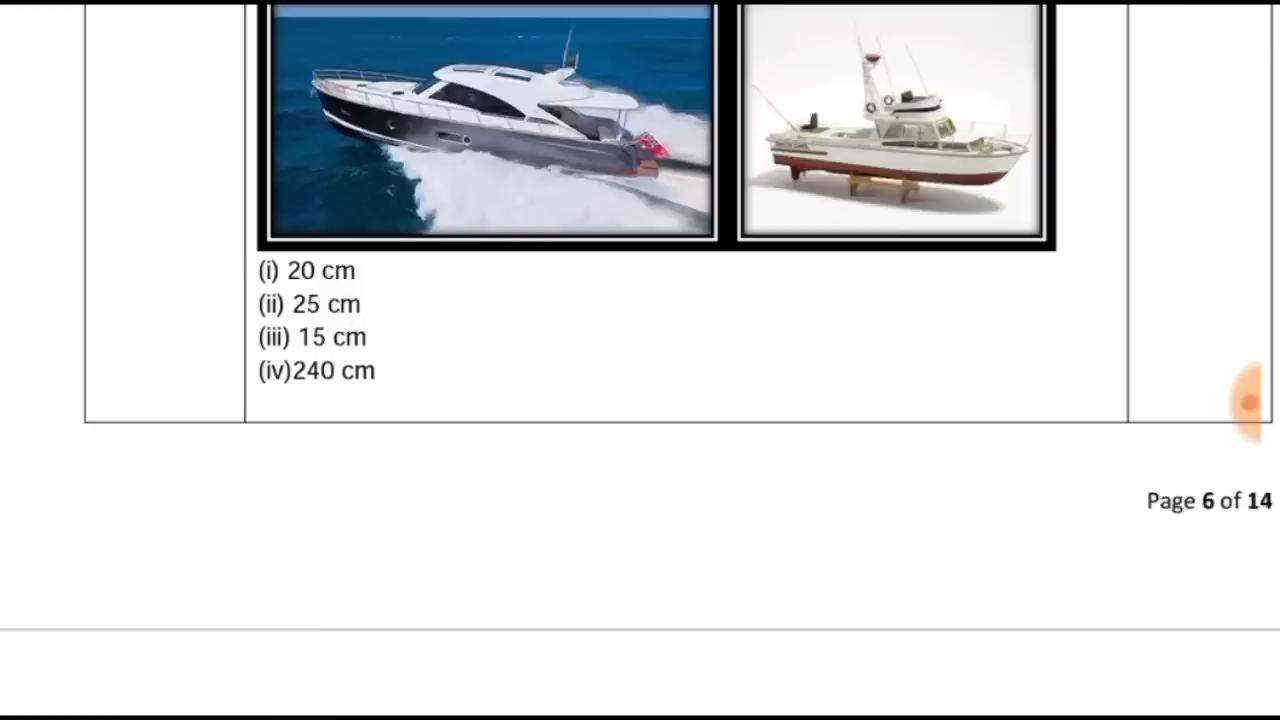 (i) 20 cm
(ii) 25 cm
(iii) 15 cm
(iv)240 cm
Page 6 of 14